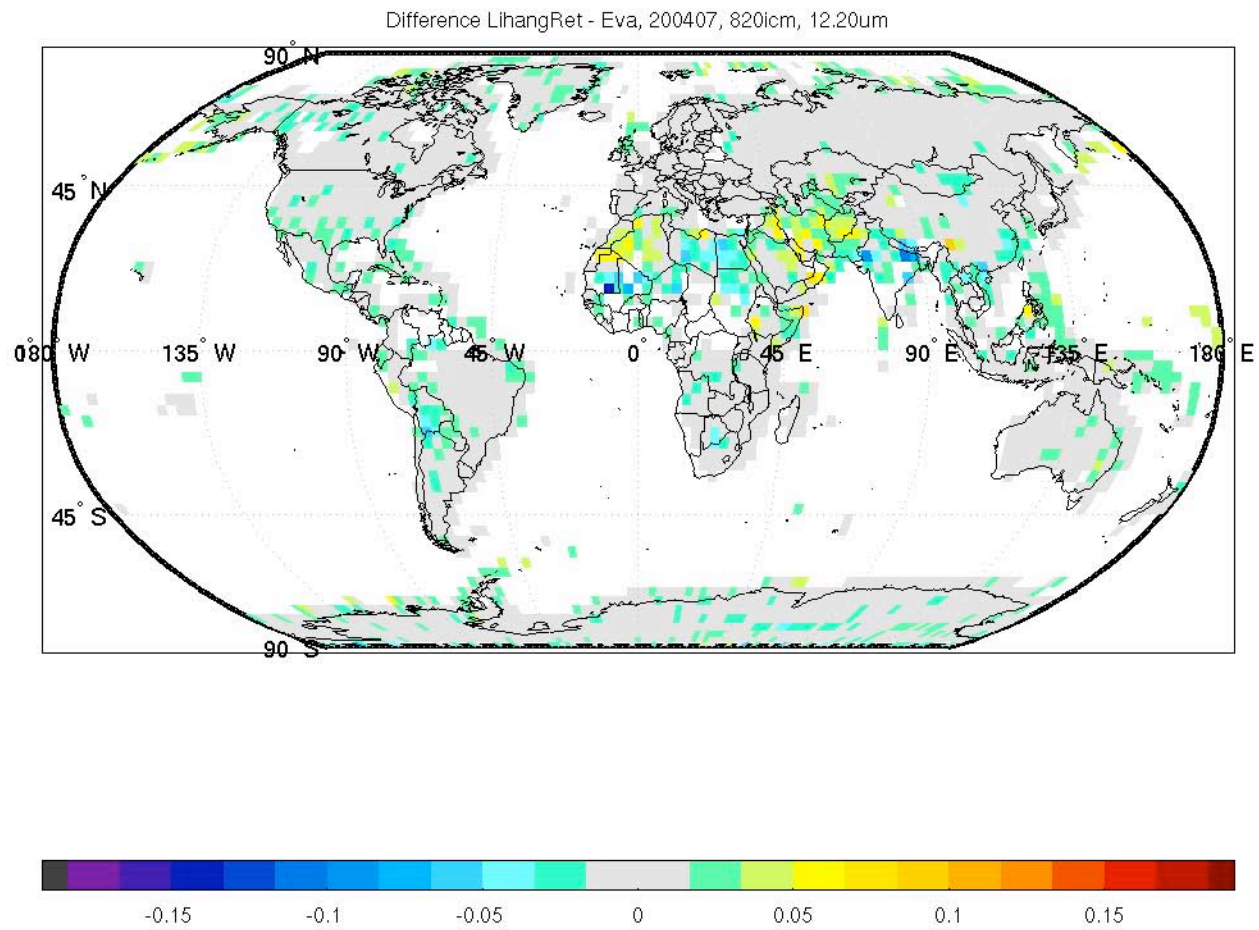 Difference LihangRet - Eva, 200407, 820icm, 12.20um
90° N
45° N
180° W 135° W 90° W 45° W 0 45° E 90° E 135° E 180° E
45° S
90° S
-0.15 -0.1 -0.05 0 0.05 0.1 0.15